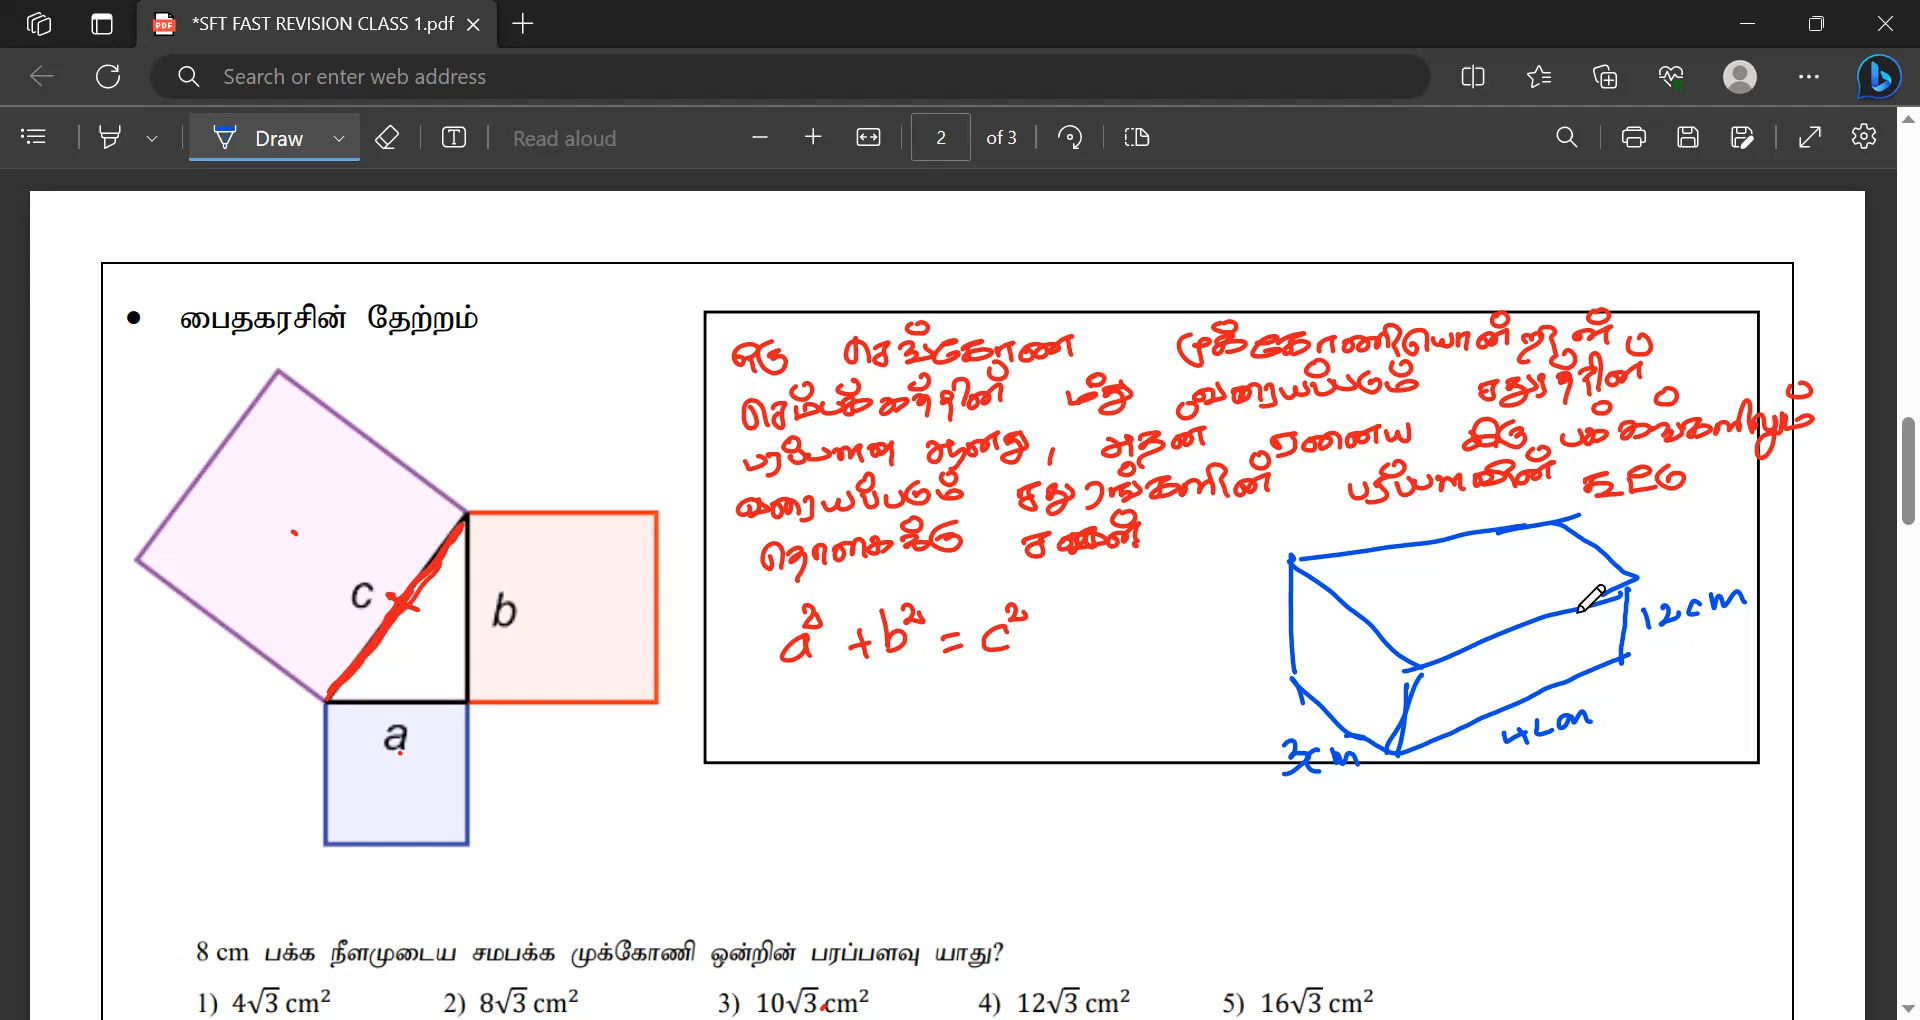 *SFT FAST REVISION CLASS 1.pdf
Search or enter web address
Draw
Read aloud
2 of 3
• பைதகரசின் தேற்றம்
ஒரு செங்கோண முக்கோணியொன்றின்
செம்பக்கத்தின் மீது வரையப்படும் சதுரத்தின்
பரப்பளவு ஆனது, அதன் ஏனைய இரு பக்கங்களிலும்
வரையப்படும் சதுரங்களின் பரப்பளவின் கூட்டு
தொகைக்கு சமன்
a² + b² = c²
c
b
a
12cm
4cm
3cm
8 cm பக்க நீளமுடைய சமபக்க முக்கோணி ஒன்றின் பரப்பளவு யாது?
1) 4√3 cm² 2) 8√3 cm² 3) 10√3 cm² 4) 12√3 cm² 5) 16√3 cm²